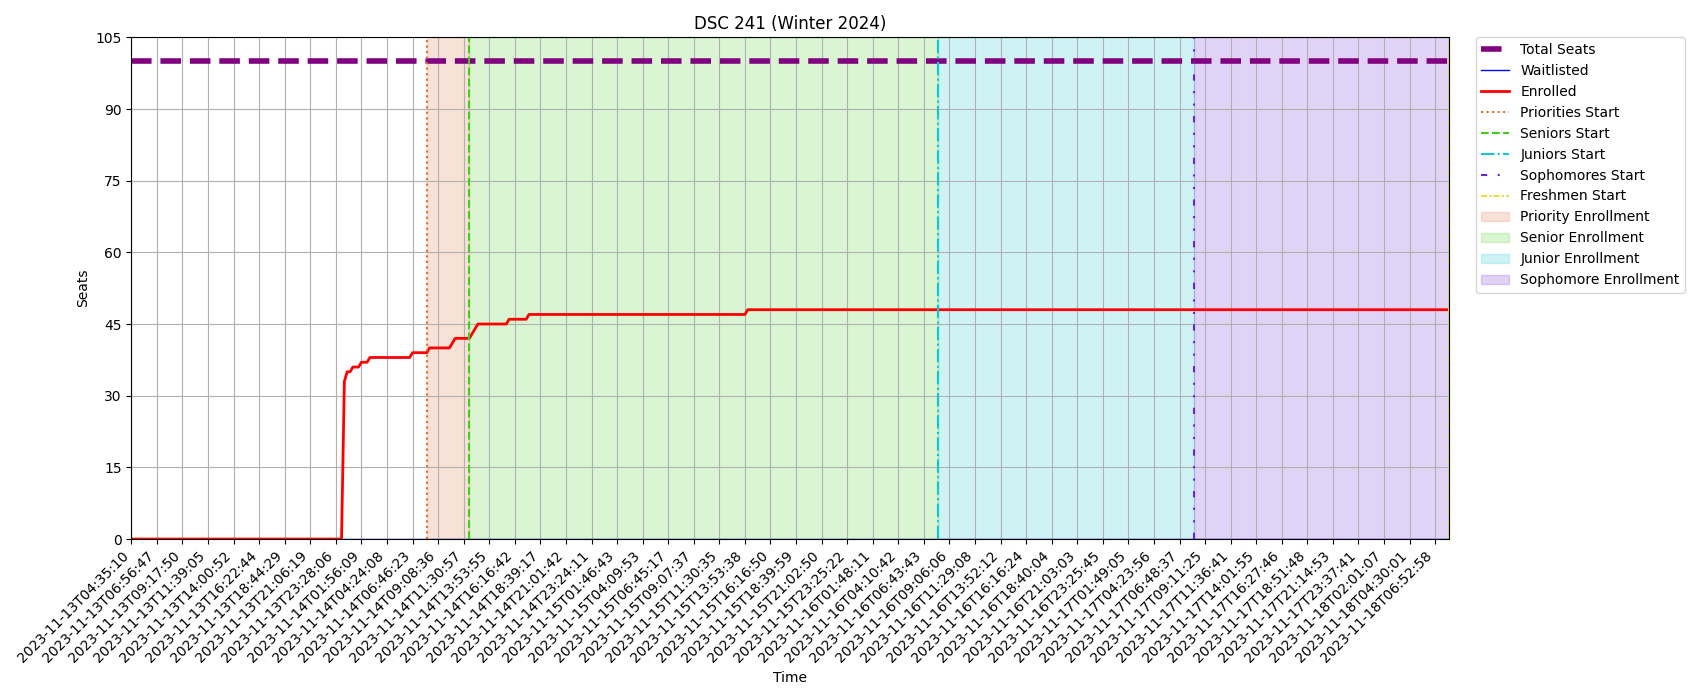 DSC 241 (Winter 2024)
105
90
75
60
45
30
15
0
Seats
2023-11-13T04:35:10
2023-11-13T06:56:47
2023-11-13T09:17:50
2023-11-13T11:39:05
2023-11-13T14:00:52
2023-11-13T16:22:44
2023-11-13T18:44:29
2023-11-13T21:06:19
2023-11-13T23:28:06
2023-11-14T01:56:09
2023-11-14T04:24:08
2023-11-14T06:46:23
2023-11-14T09:08:36
2023-11-14T11:30:57
2023-11-14T13:53:55
2023-11-14T16:16:42
2023-11-14T18:39:17
2023-11-14T21:01:42
2023-11-14T23:24:11
2023-11-15T01:46:43
2023-11-15T04:09:53
2023-11-15T06:45:17
2023-11-15T09:07:37
2023-11-15T11:30:35
2023-11-15T13:53:38
2023-11-15T16:16:50
2023-11-15T18:39:59
2023-11-15T21:02:50
2023-11-15T23:25:22
2023-11-16T01:48:11
2023-11-16T04:10:42
2023-11-16T06:43:43
2023-11-16T09:06:06
2023-11-16T11:29:08
2023-11-16T13:52:12
2023-11-16T16:16:24
2023-11-16T18:40:04
2023-11-16T21:03:03
2023-11-16T23:25:45
2023-11-17T01:49:05
2023-11-17T04:23:56
2023-11-17T06:48:37
2023-11-17T09:11:25
2023-11-17T11:36:41
2023-11-17T14:01:55
2023-11-17T16:27:46
2023-11-17T18:51:48
2023-11-17T21:14:53
2023-11-17T23:37:41
2023-11-18T02:01:07
2023-11-18T04:30:01
2023-11-18T06:52:58
Time
Total Seats
Waitlisted
Enrolled
Priorities Start
Seniors Start
Juniors Start
Sophomores Start
Freshmen Start
Priority Enrollment
Senior Enrollment
Junior Enrollment
Sophomore Enrollment